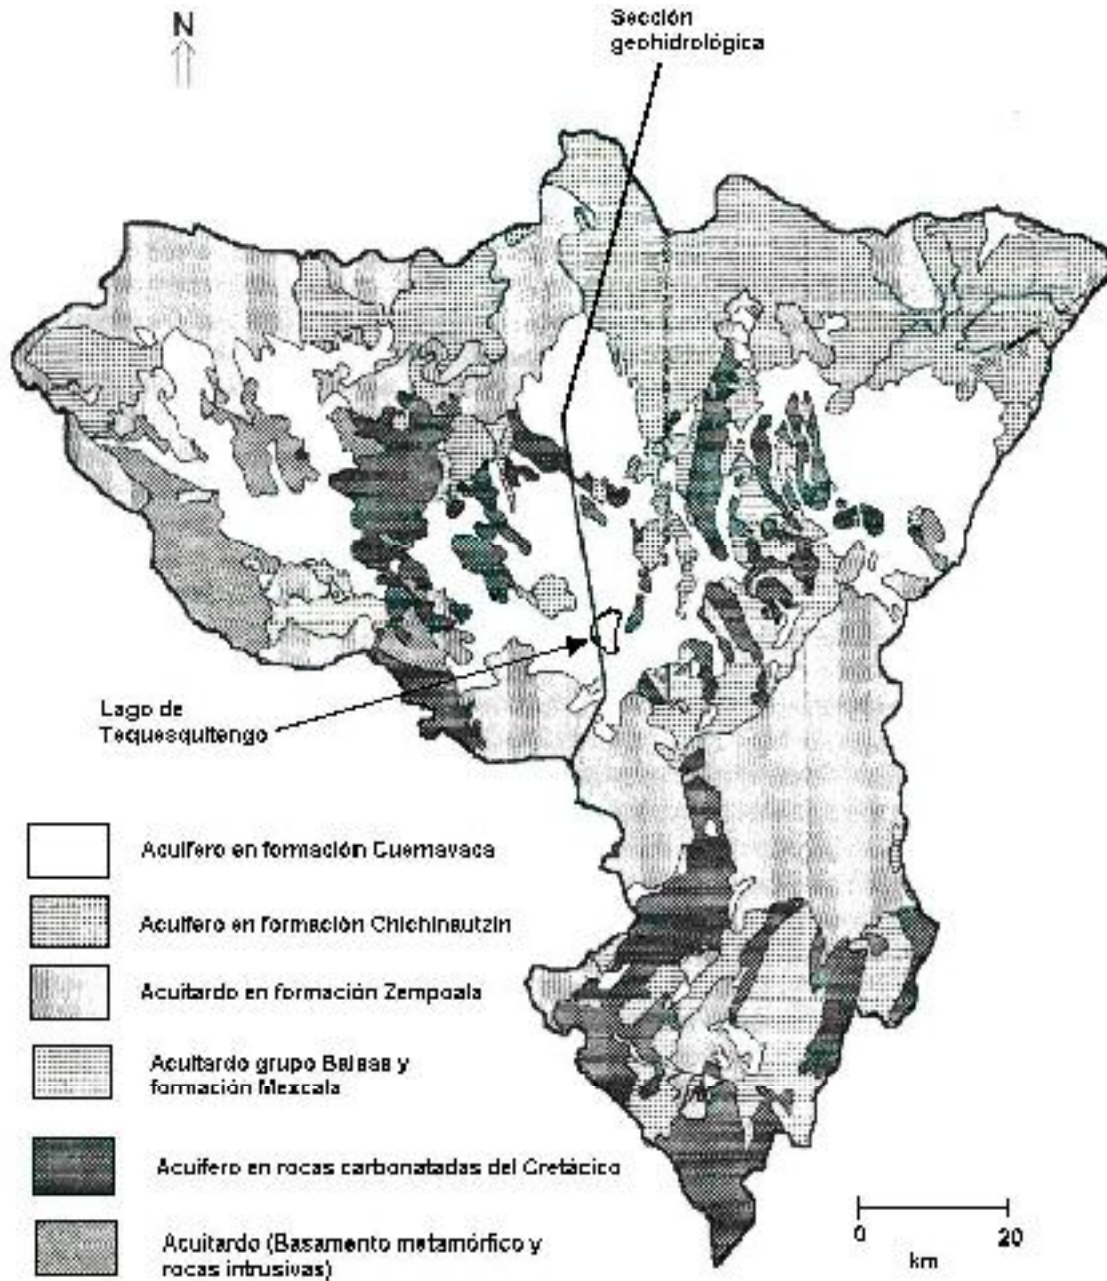 N
Sección
geohidrológica
Lago de
Tequesquitengo
Acuífero en formación Cuernavaca
Acuífero en formación Chichinautzin
Acuitardo en formación Zempoala
Acuitardo grupo Balsas y
formación Mexcala
Acuífero en rocas carbonatadas del Cretácico
Acuitardo (Basamento metamórfico y
rocas intrusivas)
0 20
km